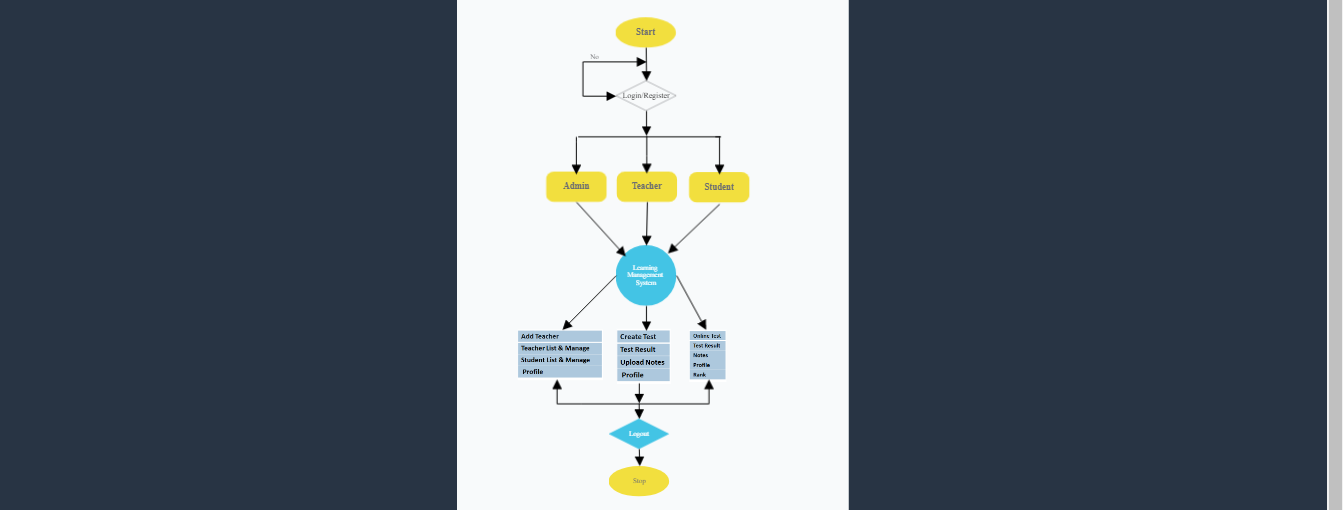 Start
No
Login/Register
Admin
Teacher
Student
Learning
Management
System
Add Teacher
Teacher List & Manage
Student List & Manage
Profile
Create Test
Test Result
Upload Notes
Profile
Online Test
Test Result
Notes
Profile
Rank
Logout
Stop